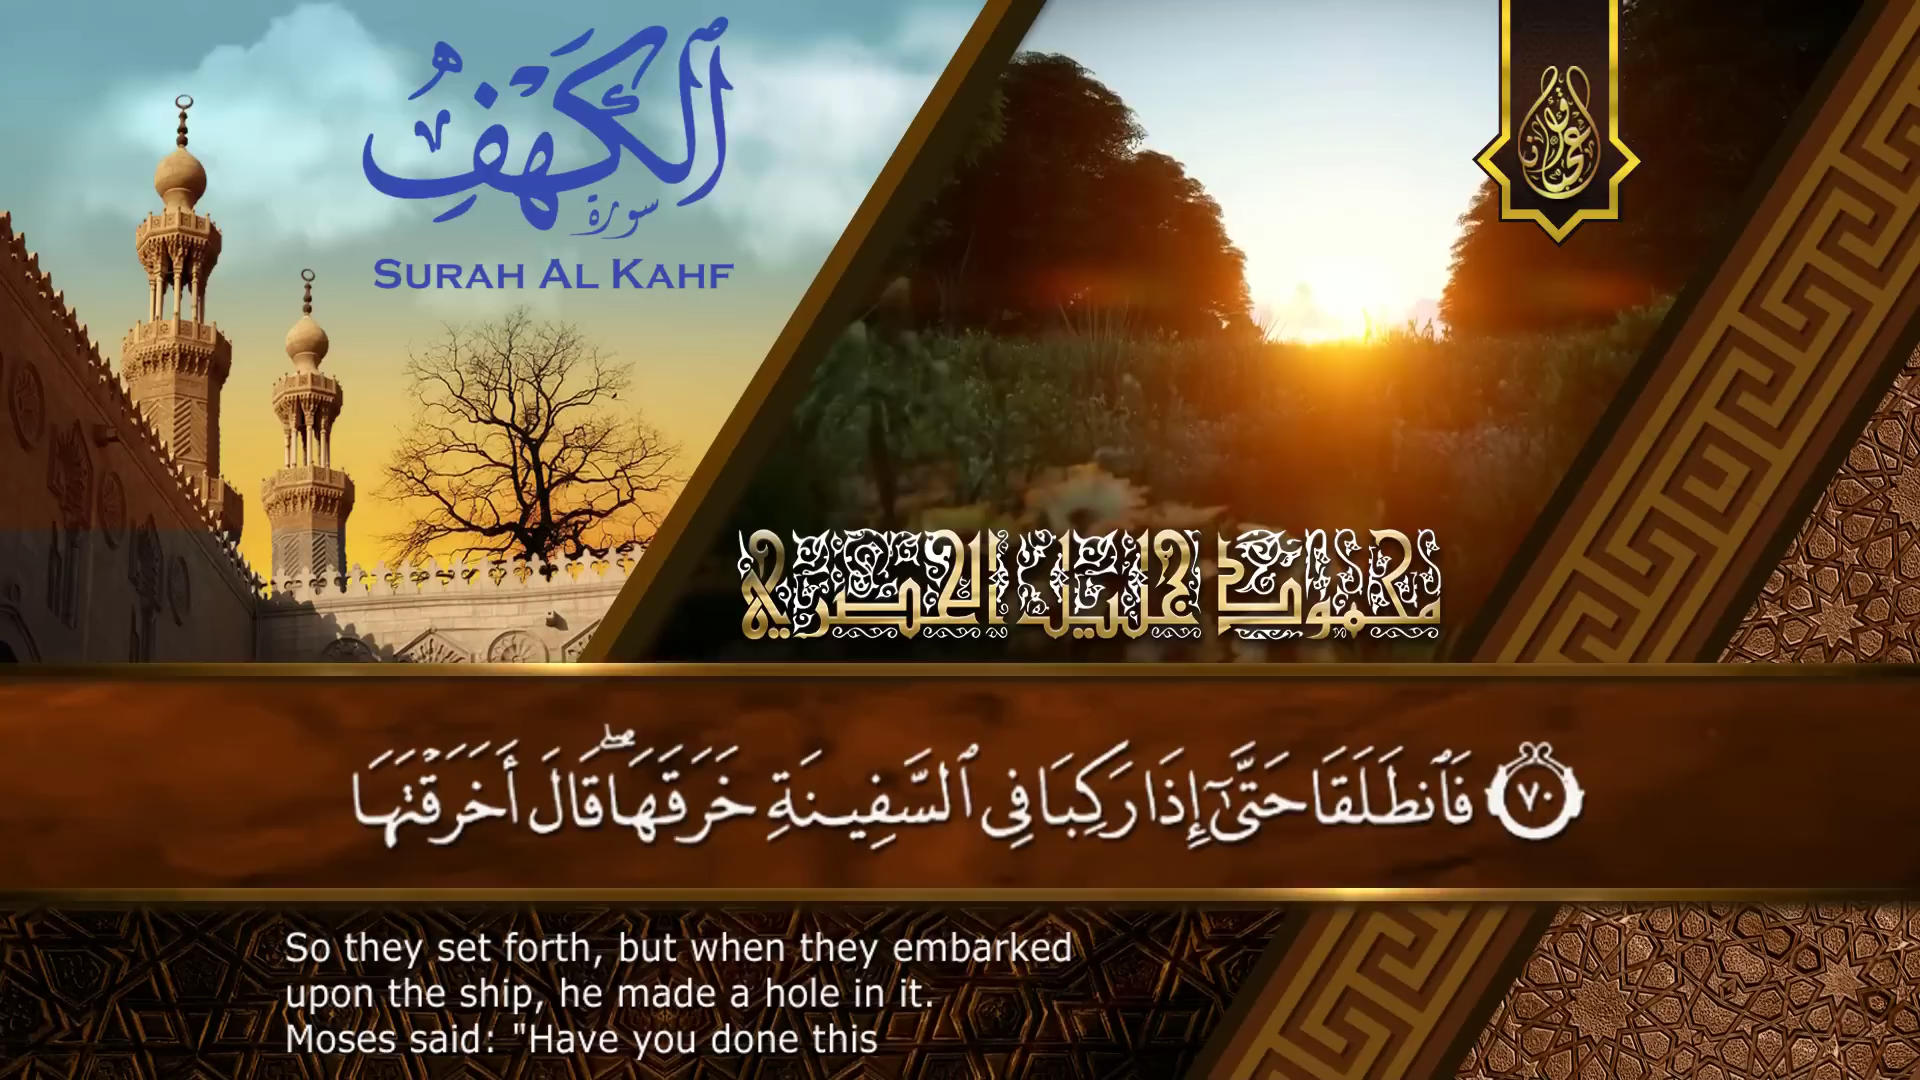 ٱلْكَهْفِ
سورة
SURAH AL KAHF
محمود خليل الحصري
٧٠ فَٱنطَلَقَا حَتَّىٰٓ إِذَا رَكِبَا فِى ٱلسَّفِينَةِ خَرَقَهَا ۖ قَالَ أَخَرَقْتَهَا
So they set forth, but when they embarked
upon the ship, he made a hole in it.
Moses said: "Have you done this